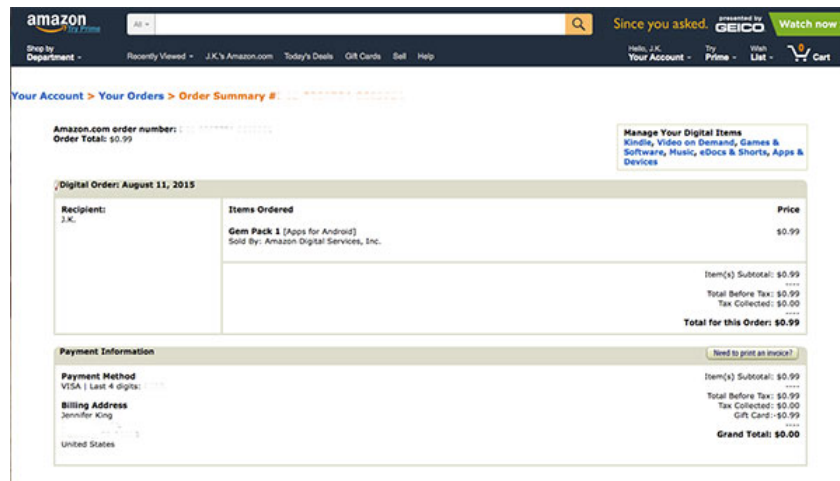 amazon
Try Prime
All
Since you asked. presented by GEICO Watch now
Shop by
Department
Recently Viewed J.K.'s Amazon.com Today's Deals Gift Cards Sell Help
Hello, J.K.
Your Account
Try
Prime
Wish
List
0
Cart
Your Account > Your Orders > Order Summary #
Amazon.com order number:
Order Total: $0.99
Manage Your Digital Items
Kindle, Video on Demand, Games &
Software, Music, eDocs & Shorts, Apps &
Devices
Digital Order: August 11, 2015
Recipient:
J.K.
Items Ordered Price
Gem Pack 1 [Apps for Android] $0.99
Sold By: Amazon Digital Services, Inc.
Item(s) Subtotal: $0.99
----
Total Before Tax: $0.99
Tax Collected: $0.00
----
Total for this Order: $0.99
Payment Information
Need to print an invoice?
Payment Method
VISA | Last 4 digits:
Billing Address
Jennifer King
United States
Item(s) Subtotal: $0.99
----
Total Before Tax: $0.99
Tax Collected: $0.00
Gift Card:-$0.99
----
Grand Total: $0.00